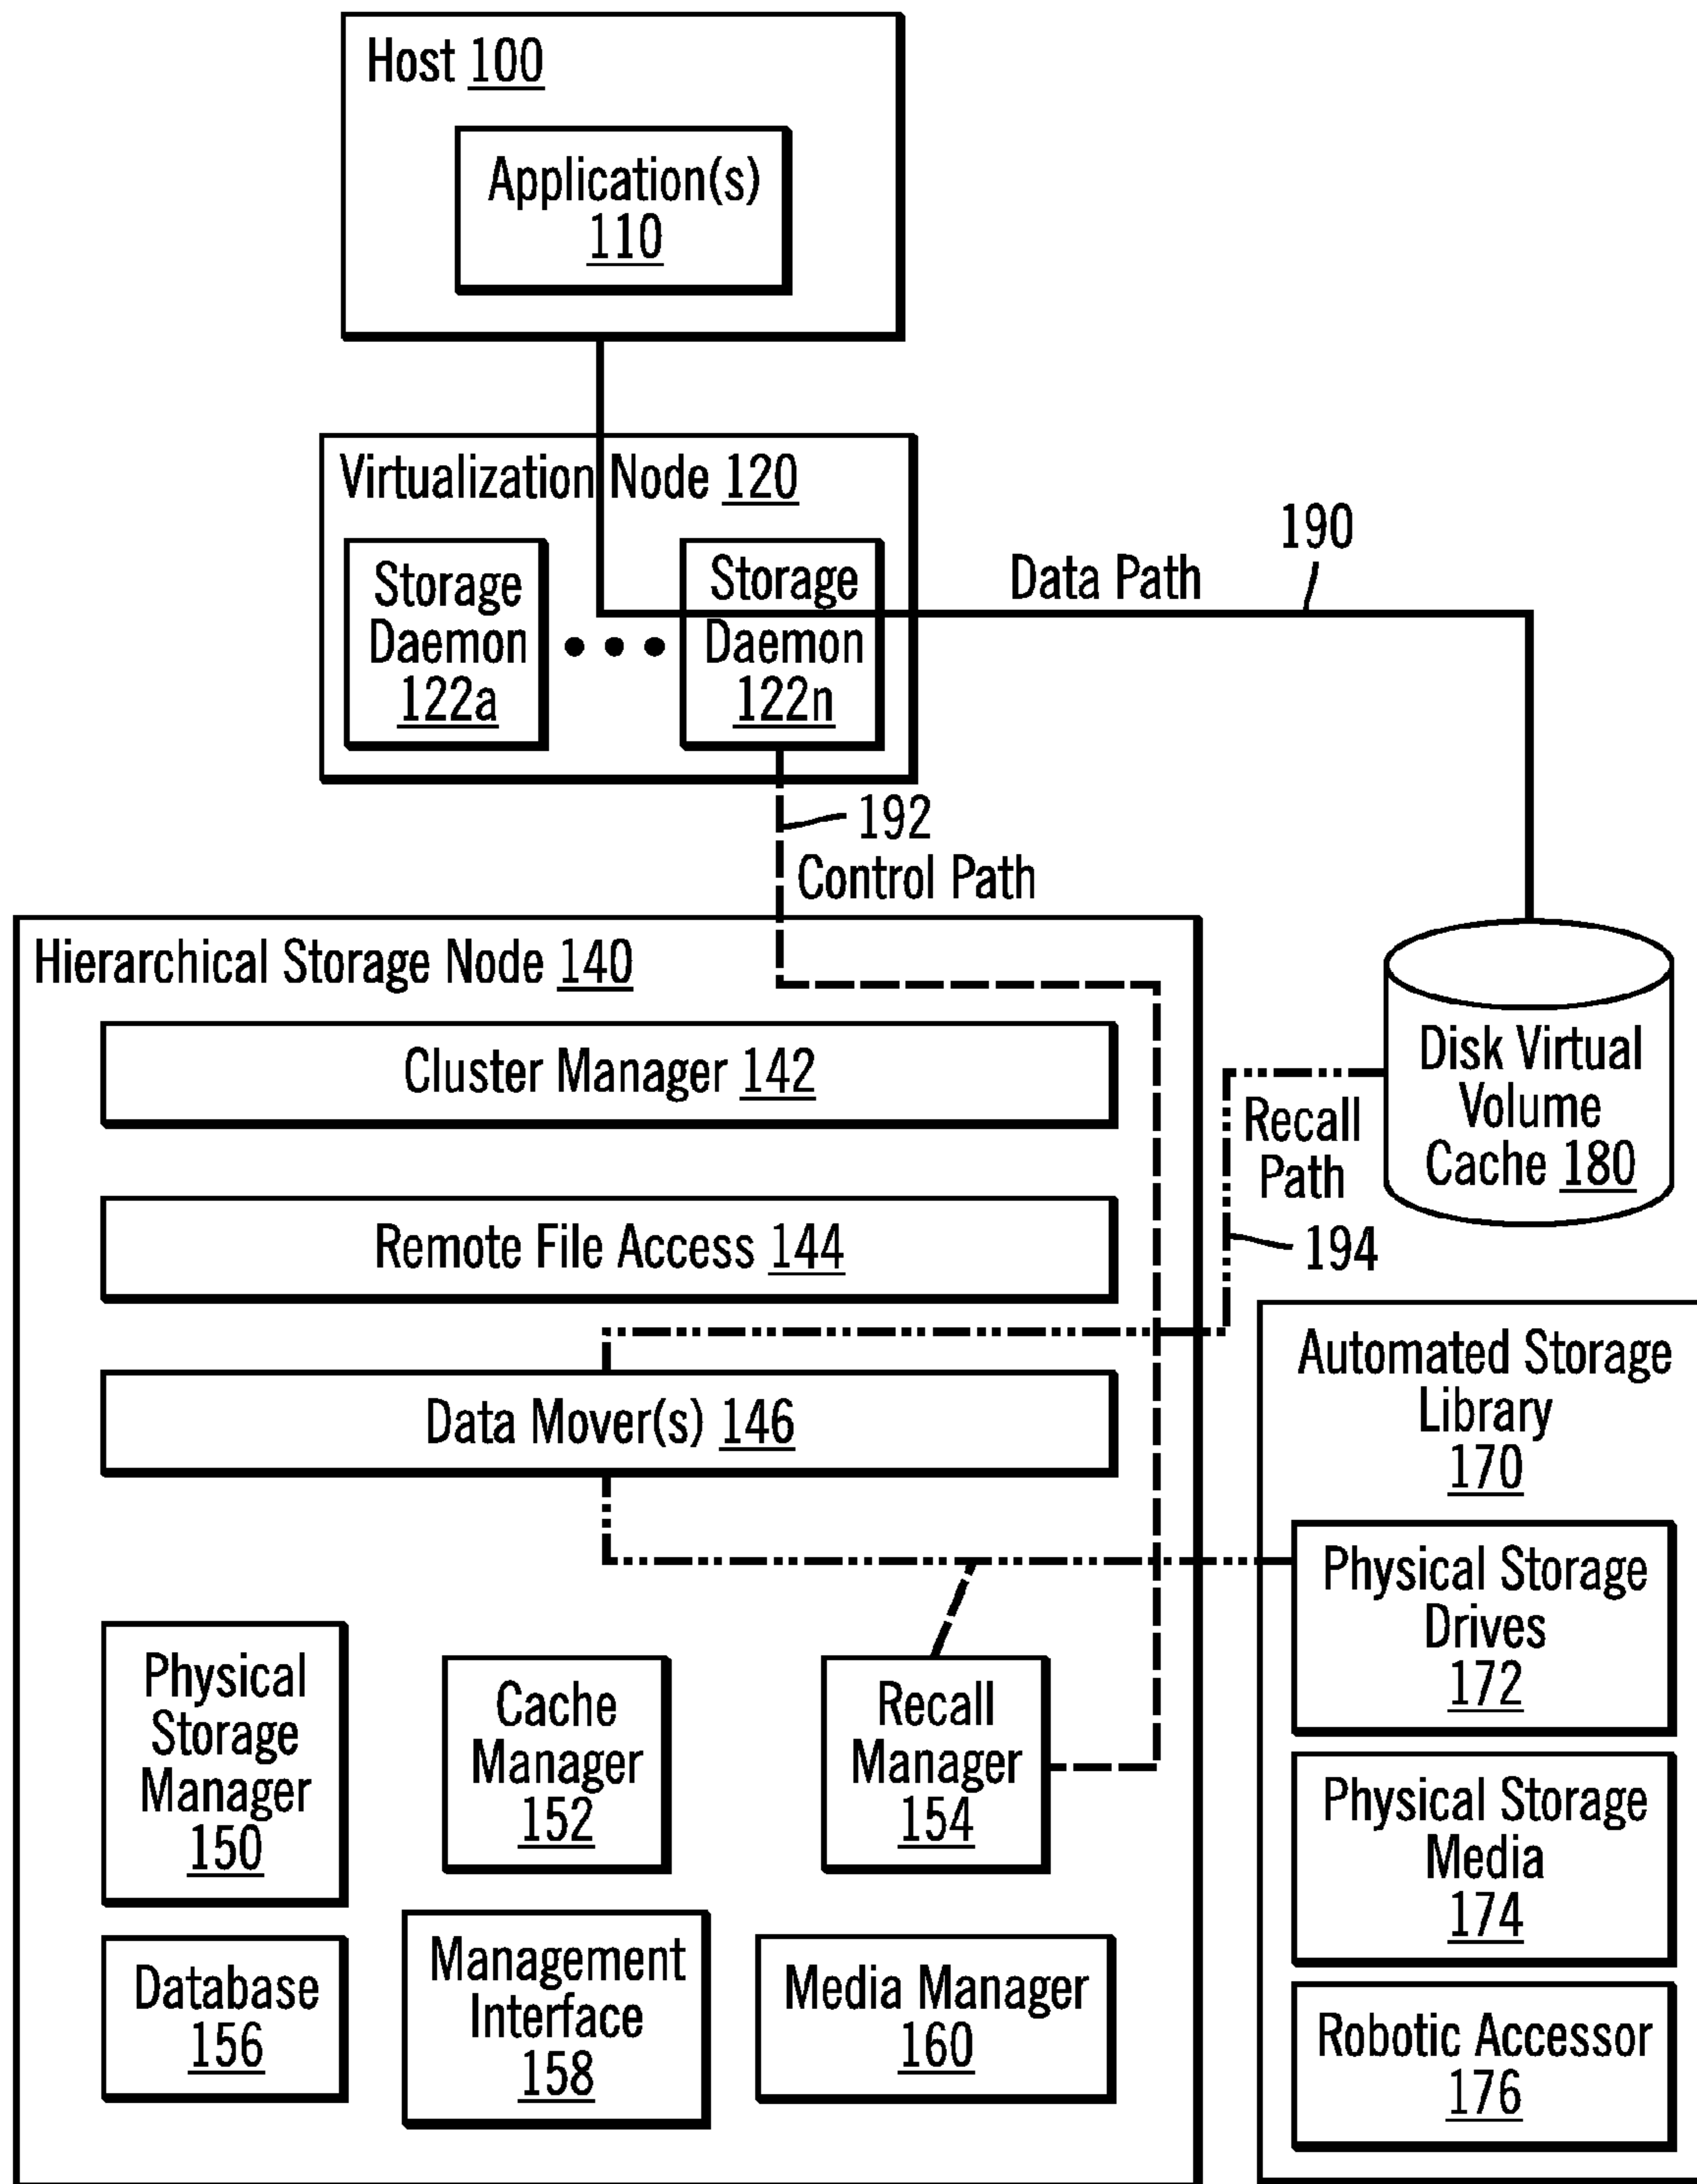 Host 100
Application(s)
110
Virtualization Node 120
Storage
Daemon
122a
Storage
Daemon
122n
Data Path
190
192
Control Path
Hierarchical Storage Node 140
Cluster Manager 142
Remote File Access 144
Data Mover(s) 146
Physical
Storage
Manager
150
Cache
Manager
152
Recall
Manager
154
Database
156
Management
Interface
158
Media Manager
160
Disk Virtual
Volume
Cache 180
Recall
Path
194
Automated Storage
Library
170
Physical Storage
Drives
172
Physical Storage
Media
174
Robotic Accessor
176